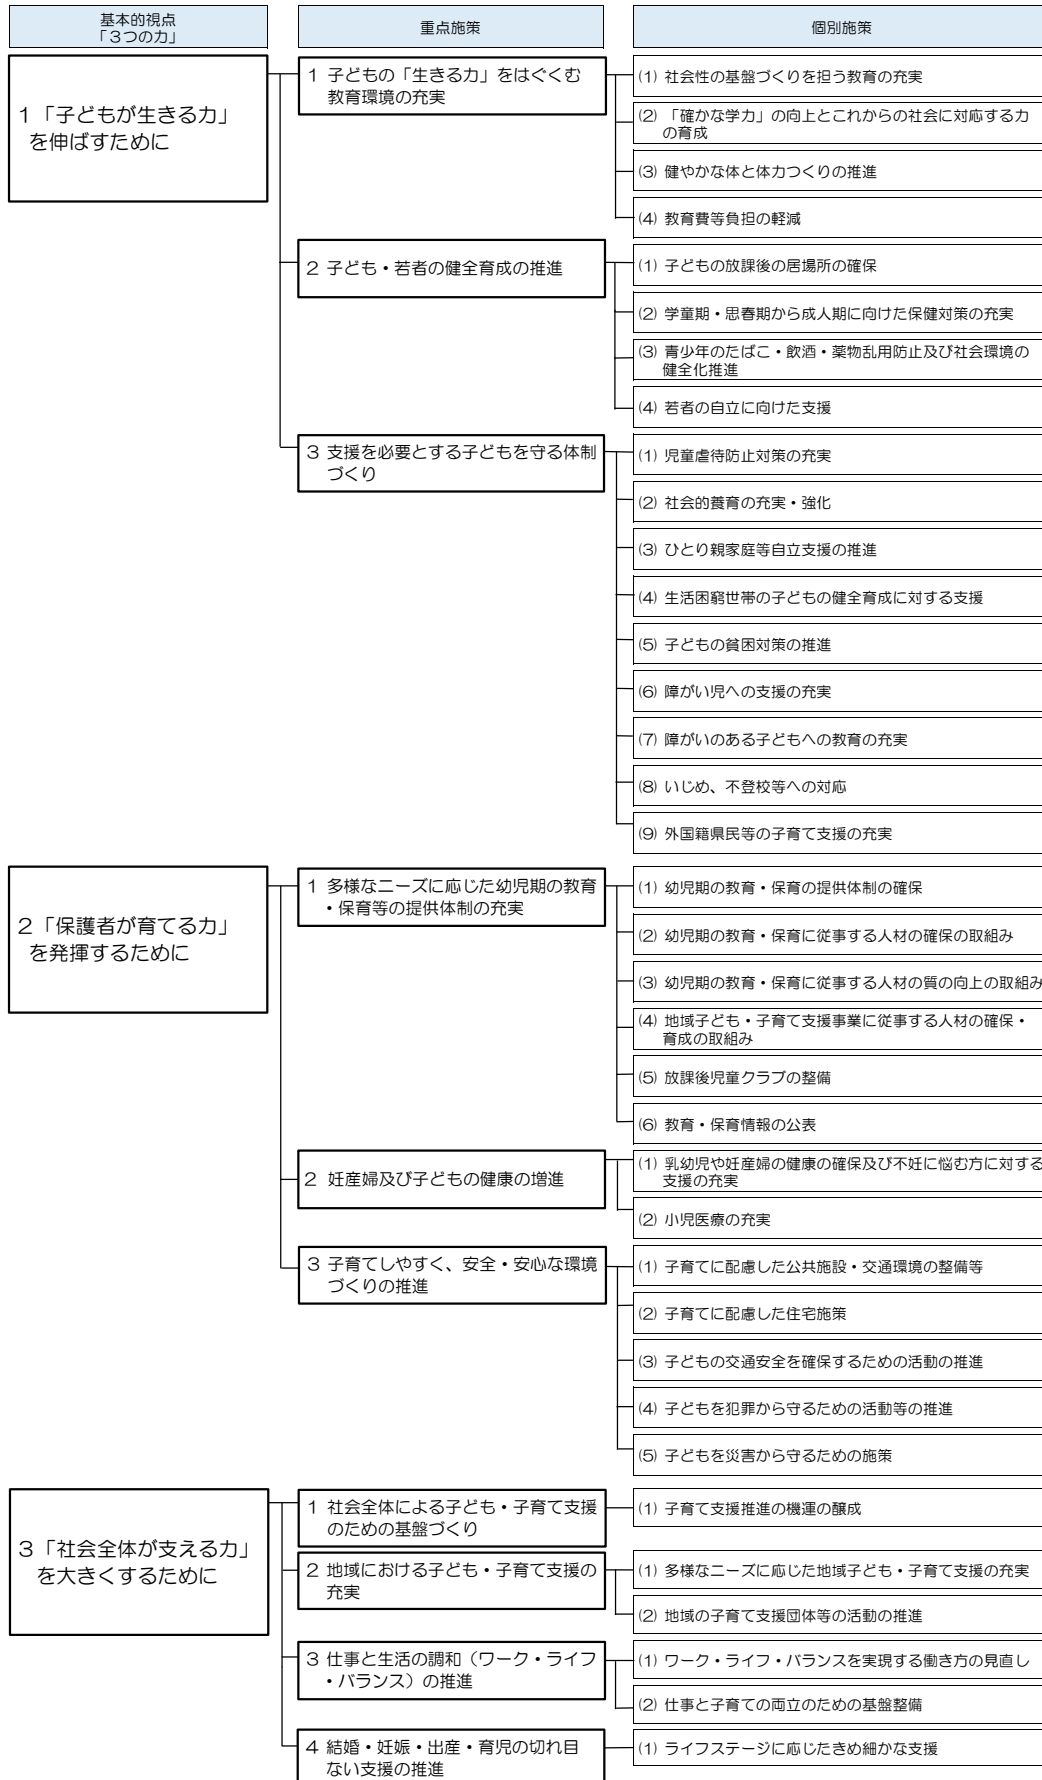 基本的視点
「３つの力」
重点施策
個別施策
１「子どもが生きる力」
を伸ばすために
１ 子どもの「生きる力」をはぐくむ
教育環境の充実
(1) 社会性の基盤づくりを担う教育の充実
(2) 「確かな学力」の向上とこれからの社会に対応する力
の育成
(3) 健やかな体と体力つくりの推進
(4) 教育費等負担の軽減
２ 子ども・若者の健全育成の推進
(1) 子どもの放課後の居場所の確保
(2) 学童期・思春期から成人期に向けた保健対策の充実
(3) 青少年のたばこ・飲酒・薬物乱用防止及び社会環境の
健全化推進
(4) 若者の自立に向けた支援
３ 支援を必要とする子どもを守る体制
づくり
(1) 児童虐待防止対策の充実
(2) 社会的養育の充実・強化
(3) ひとり親家庭等自立支援の推進
(4) 生活困窮世帯の子どもの健全育成に対する支援
(5) 子どもの貧困対策の推進
(6) 障がい児への支援の充実
(7) 障がいのある子どもへの教育の充実
(8) いじめ、不登校等への対応
(9) 外国籍県民等の子育て支援の充実
２「保護者が育てる力」
を発揮するために
１ 多様なニーズに応じた幼児期の教育
・保育等の提供体制の充実
(1) 幼児期の教育・保育の提供体制の確保
(2) 幼児期の教育・保育に従事する人材の確保の取組み
(3) 幼児期の教育・保育に従事する人材の質の向上の取組み
(4) 地域子ども・子育て支援事業に従事する人材の確保・
育成の取組み
(5) 放課後児童クラブの整備
(6) 教育・保育情報の公表
２ 妊産婦及び子どもの健康の増進
(1) 乳幼児や妊産婦の健康の確保及び不妊に悩む方に対する
支援の充実
(2) 小児医療の充実
３ 子育てしやすく、安全・安心な環境
づくりの推進
(1) 子育てに配慮した公共施設・交通環境の整備等
(2) 子育てに配慮した住宅施策
(3) 子どもの交通安全を確保するための活動の推進
(4) 子どもを犯罪から守るための活動等の推進
(5) 子どもを災害から守るための施策
３「社会全体が支える力」
を大きくするために
１ 社会全体による子ども・子育て支援
のための基盤づくり
(1) 子育て支援推進の機運の醸成
２ 地域における子ども・子育て支援の
充実
(1) 多様なニーズに応じた地域子ども・子育て支援の充実
(2) 地域の子育て支援団体等の活動の推進
３ 仕事と生活の調和（ワーク・ライフ
・バランス）の推進
(1) ワーク・ライフ・バランスを実現する働き方の見直し
(2) 仕事と子育ての両立のための基盤整備
４ 結婚・妊娠・出産・育児の切れ目
ない支援の推進
(1) ライフステージに応じたきめ細かな支援